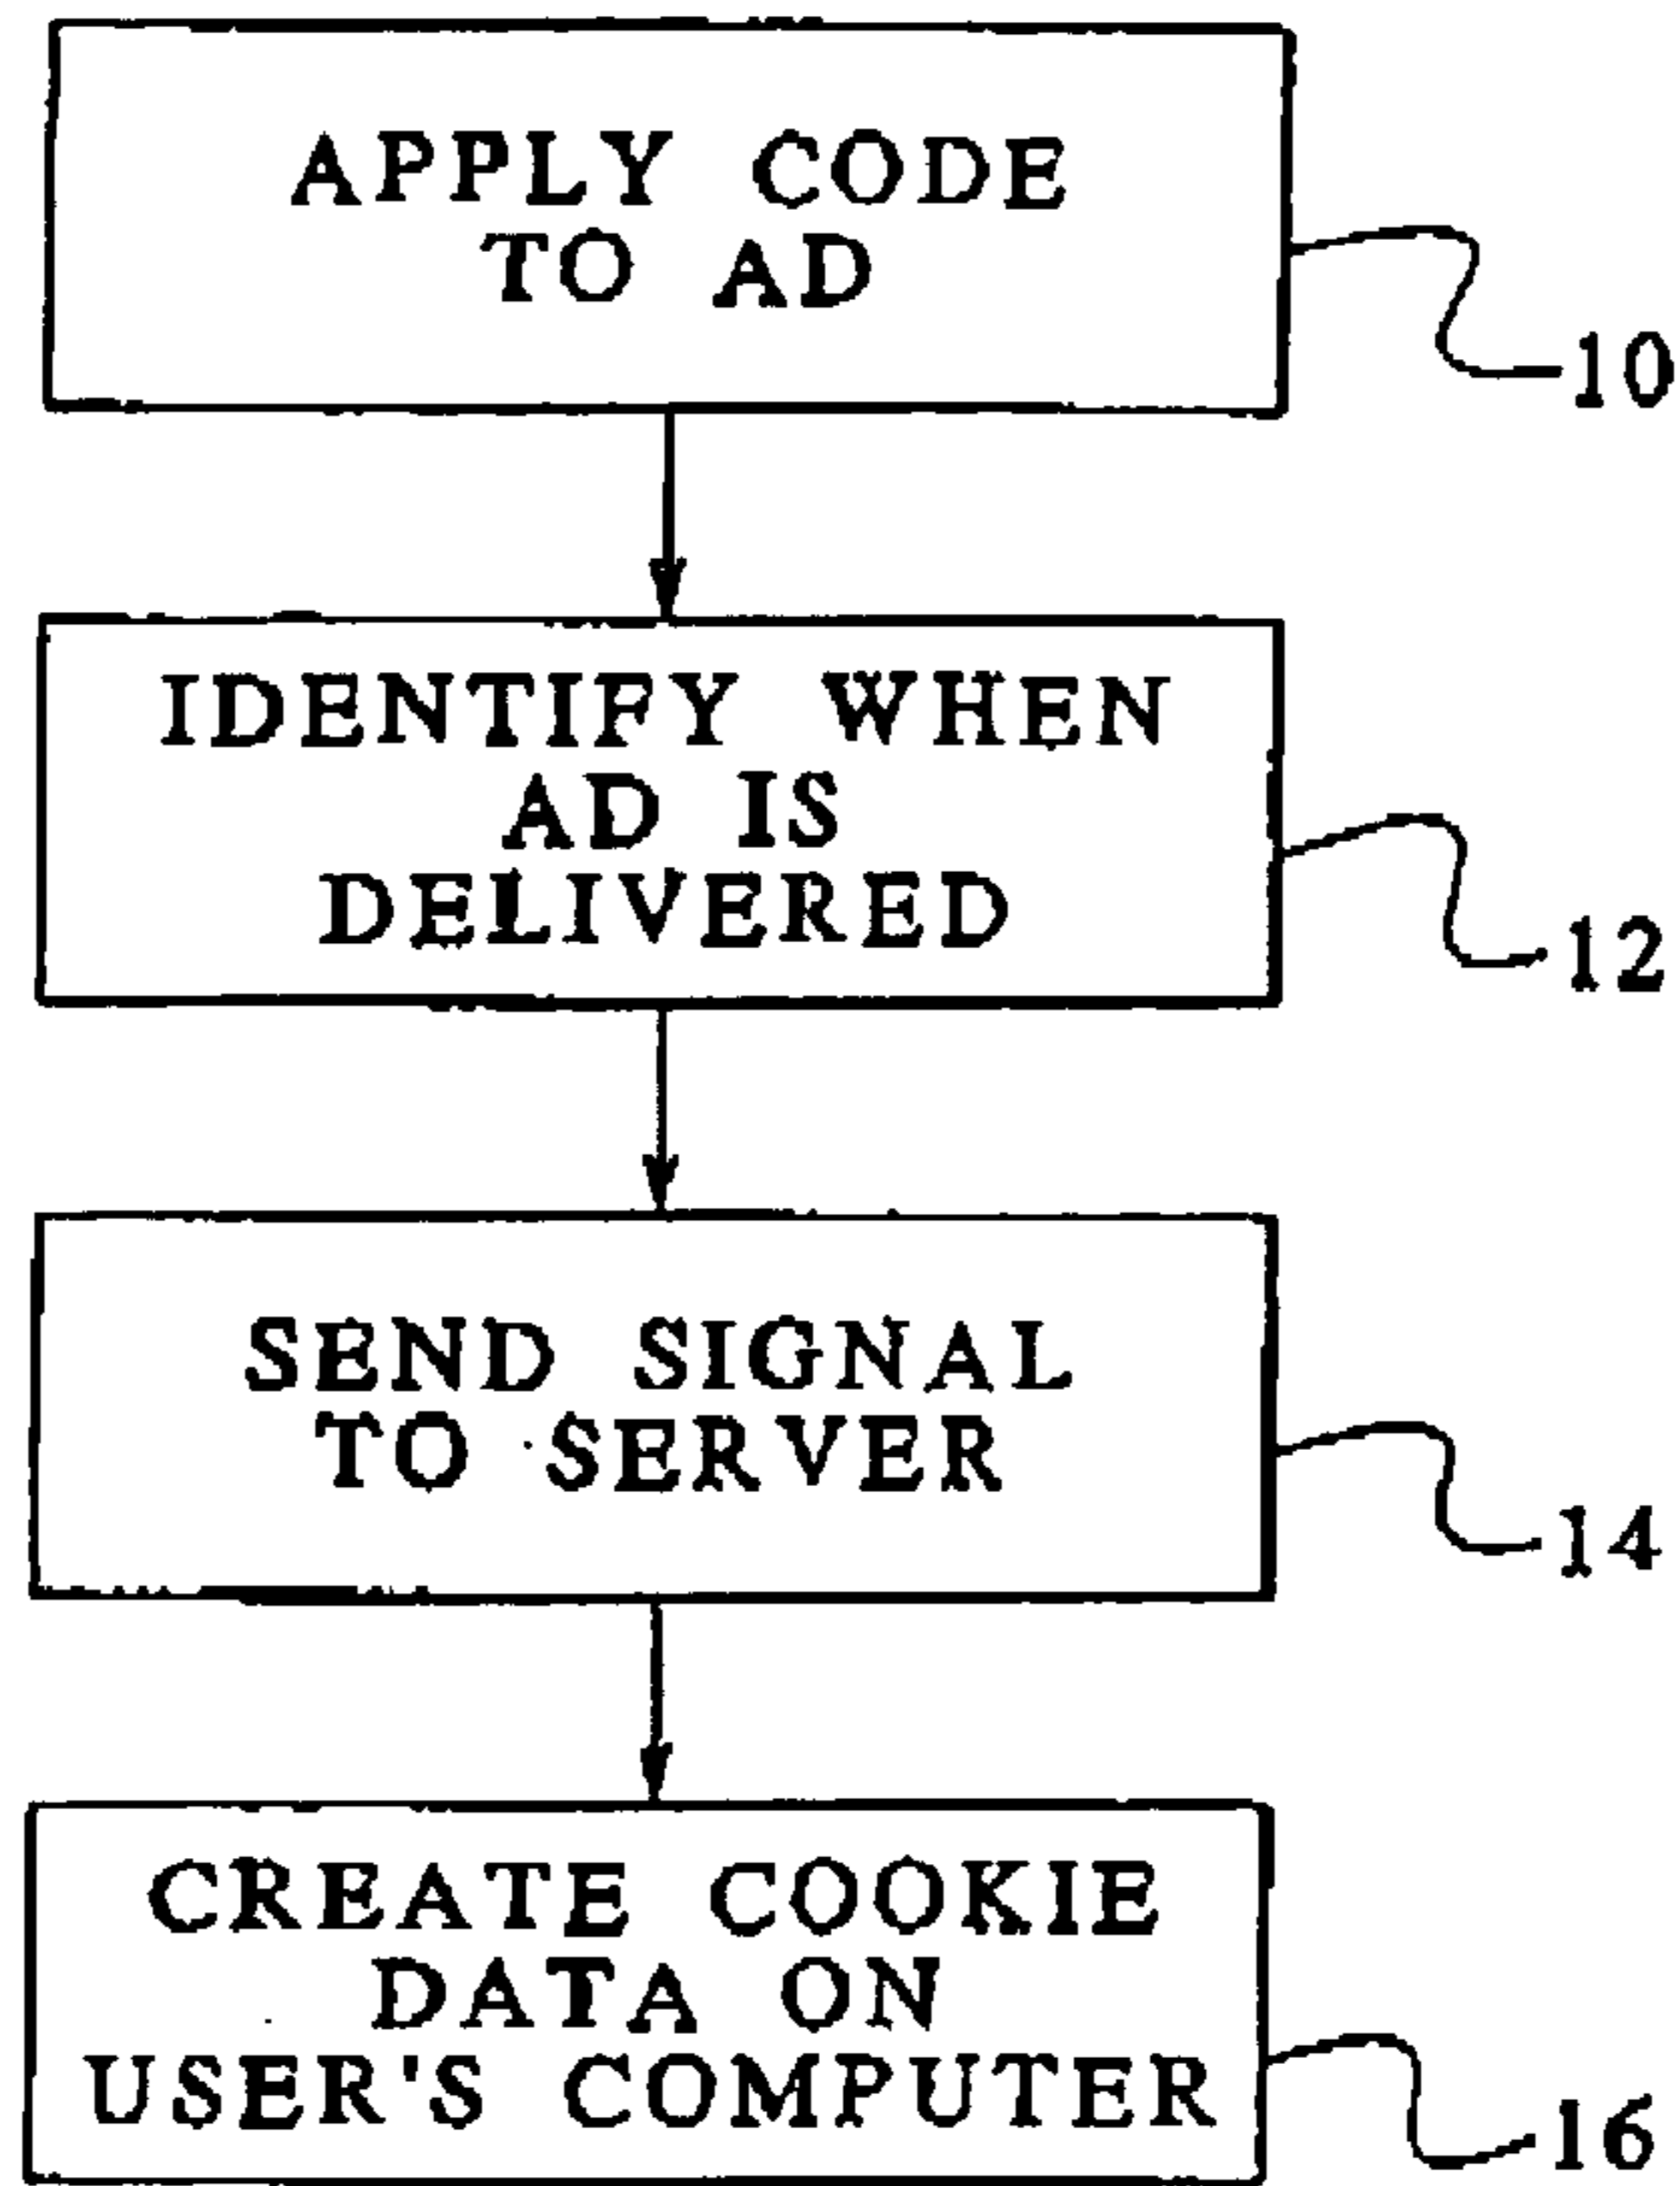 APPLY CODE
TO AD
10
IDENTIFY WHEN
AD IS
DELIVERED
12
SEND SIGNAL
TO SERVER
14
CREATE COOKIE
DATA ON
USER'S COMPUTER
16